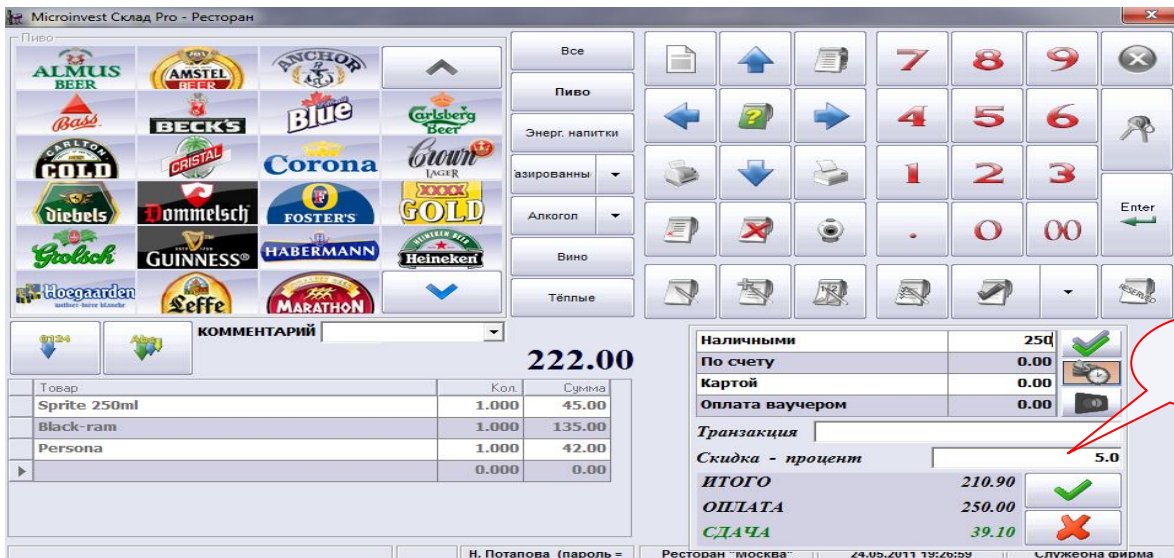 Microinvest Склад Pro - Ресторан
Пиво
ALMUS BEER
AMSTEL BEER
ANCHOR
Bass
BECK'S
Blue
Carlsberg Beer
CARLTON COLD
CRISTAL
Corona
Crown LAGER
Diebels
Dommelsch
FOSTER'S
XXXX GOLD
Grolsch
GUINNESS®
HABERMANN
Heineken
Hoegaarden
Leffe
MARATHON
Все
Пиво
Энерг. напитки
азированны
Алкогол
Вино
Тёплые
7 8 9
4 5 6
1 2 3
. 0 00
Enter
RESERVED
0124
Abcg
КОММЕНТАРИЙ
222.00
Товар Кол. Сумма
Sprite 250ml 1.000 45.00
Black-ram 1.000 135.00
Persona 1.000 42.00
0.000 0.00
Наличными 250
По счету 0.00
Картой 0.00
Оплата ваучером 0.00
Транзакция
Скидка - процент 5.0
ИТОГО 210.90
ОПЛАТА 250.00
СДАЧА 39.10
Н. Потапова (пароль =
Ресторан "Москва"
24.05.2011 19:26:59
Служебна фирма